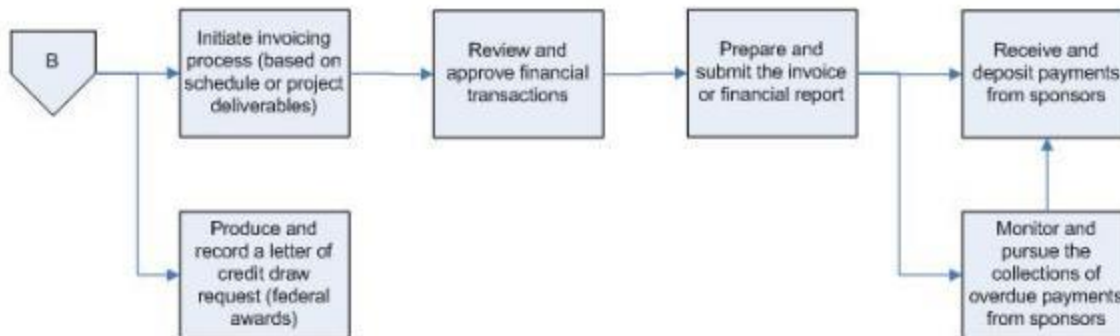 B
Initiate invoicing
process (based on
schedule or project
deliverables)
Review and
approve financial
transactions
Prepare and
submit the invoice
or financial report
Receive and
deposit payments
from sponsors
Produce and
record a letter of
credit draw
request (federal
awards)
Monitor and
pursue the
collections of
overdue payments
from sponsors